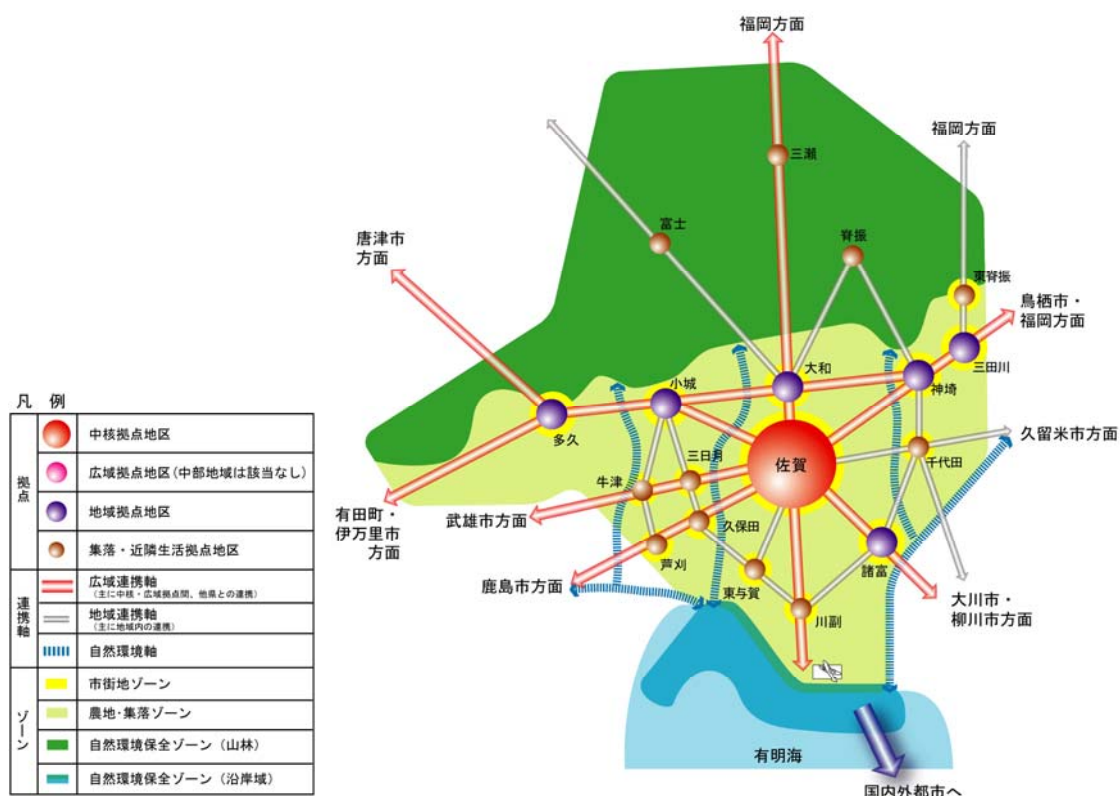 福岡方面
福岡方面
三瀬
富士
脊振
唐津市
方面
東脊振
鳥栖市・
福岡方面
三田川
大和
神埼
小城
多久
久留米市方面
千代田
三日月
佐賀
牛津
有田町・
伊万里市
方面
武雄市方面
久保田
芦刈
諸富
鹿島市方面
東与賀
大川市・
柳川市方面
川副
有明海
国内外都市へ
凡 例
拠点
中核拠点地区
広域拠点地区(中部地域は該当なし)
地域拠点地区
集落・近隣生活拠点地区
連携軸
広域連携軸
(主に中核・広域拠点間、他県との連携)
地域連携軸
(主に地域内の連携)
自然環境軸
ゾーン
市街地ゾーン
農地・集落ゾーン
自然環境保全ゾーン(山林)
自然環境保全ゾーン(沿岸域)